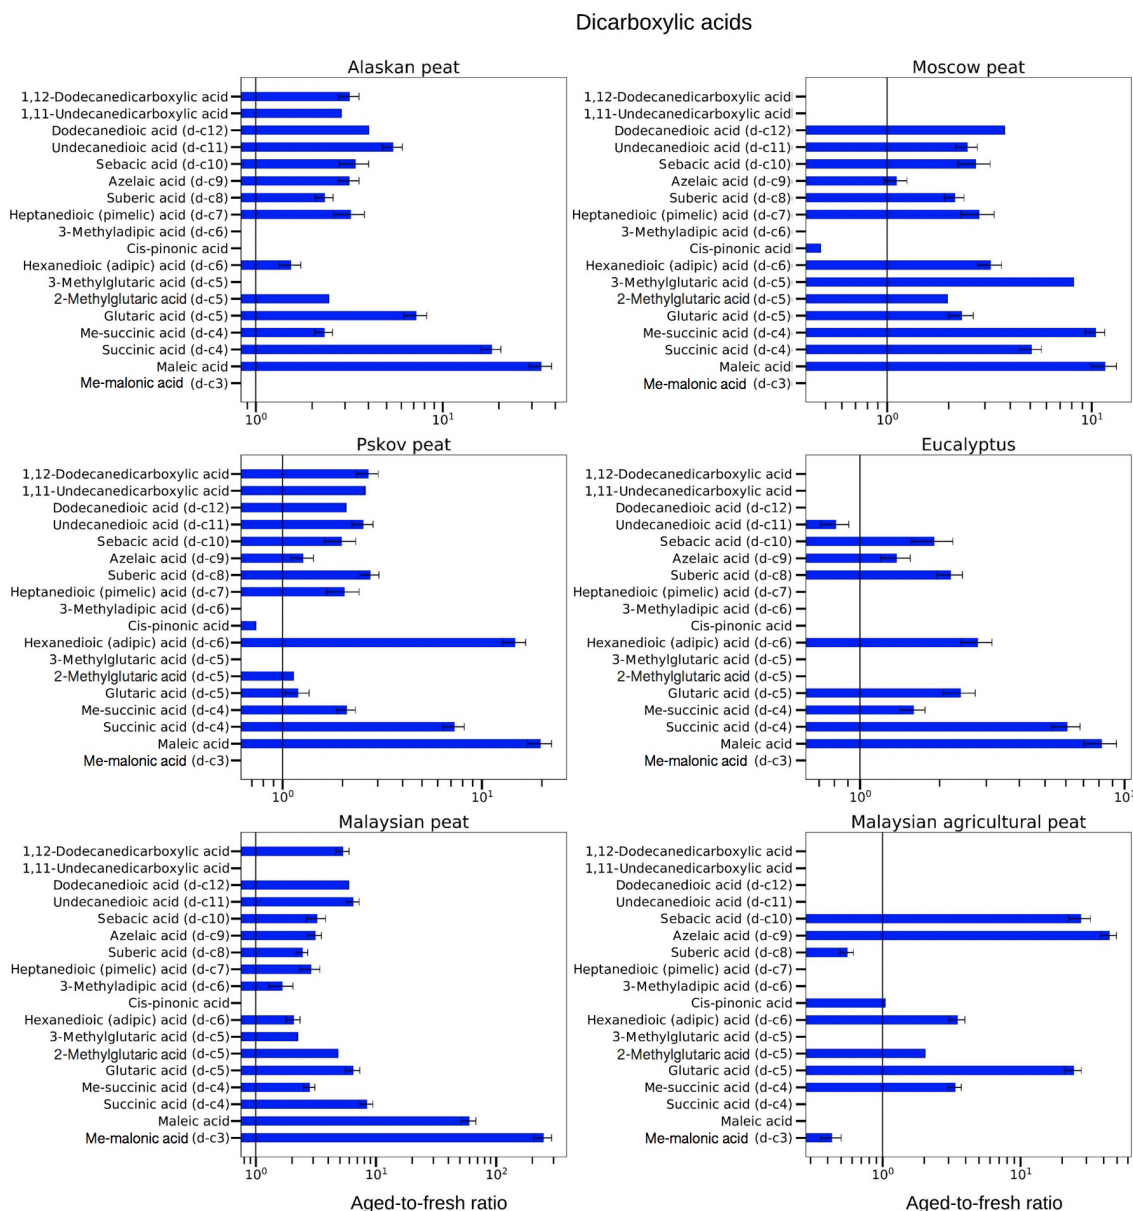 Dicarboxylic acids
Alaskan peat
1,12-Dodecanedicarboxylic acid
1,11-Undecanedicarboxylic acid
Dodecanedioic acid (d-c12)
Undecanedioic acid (d-c11)
Sebacic acid (d-c10)
Azelaic acid (d-c9)
Suberic acid (d-c8)
Heptanedioic (pimelic) acid (d-c7)
3-Methyladipic acid (d-c6)
Cis-pinonic acid
Hexanedioic (adipic) acid (d-c6)
3-Methylglutaric acid (d-c5)
2-Methylglutaric acid (d-c5)
Glutaric acid (d-c5)
Me-succinic acid (d-c4)
Succinic acid (d-c4)
Maleic acid
Me-malonic acid (d-c3)
10⁰ 10¹
Moscow peat
1,12-Dodecanedicarboxylic acid
1,11-Undecanedicarboxylic acid
Dodecanedioic acid (d-c12)
Undecanedioic acid (d-c11)
Sebacic acid (d-c10)
Azelaic acid (d-c9)
Suberic acid (d-c8)
Heptanedioic (pimelic) acid (d-c7)
3-Methyladipic acid (d-c6)
Cis-pinonic acid
Hexanedioic (adipic) acid (d-c6)
3-Methylglutaric acid (d-c5)
2-Methylglutaric acid (d-c5)
Glutaric acid (d-c5)
Me-succinic acid (d-c4)
Succinic acid (d-c4)
Maleic acid
Me-malonic acid (d-c3)
10⁰ 10¹
Pskov peat
1,12-Dodecanedicarboxylic acid
1,11-Undecanedicarboxylic acid
Dodecanedioic acid (d-c12)
Undecanedioic acid (d-c11)
Sebacic acid (d-c10)
Azelaic acid (d-c9)
Suberic acid (d-c8)
Heptanedioic (pimelic) acid (d-c7)
3-Methyladipic acid (d-c6)
Cis-pinonic acid
Hexanedioic (adipic) acid (d-c6)
3-Methylglutaric acid (d-c5)
2-Methylglutaric acid (d-c5)
Glutaric acid (d-c5)
Me-succinic acid (d-c4)
Succinic acid (d-c4)
Maleic acid
Me-malonic acid (d-c3)
10⁰ 10¹
Eucalyptus
1,12-Dodecanedicarboxylic acid
1,11-Undecanedicarboxylic acid
Dodecanedioic acid (d-c12)
Undecanedioic acid (d-c11)
Sebacic acid (d-c10)
Azelaic acid (d-c9)
Suberic acid (d-c8)
Heptanedioic (pimelic) acid (d-c7)
3-Methyladipic acid (d-c6)
Cis-pinonic acid
Hexanedioic (adipic) acid (d-c6)
3-Methylglutaric acid (d-c5)
2-Methylglutaric acid (d-c5)
Glutaric acid (d-c5)
Me-succinic acid (d-c4)
Succinic acid (d-c4)
Maleic acid
Me-malonic acid (d-c3)
10⁰ 10¹
Malaysian peat
1,12-Dodecanedicarboxylic acid
1,11-Undecanedicarboxylic acid
Dodecanedioic acid (d-c12)
Undecanedioic acid (d-c11)
Sebacic acid (d-c10)
Azelaic acid (d-c9)
Suberic acid (d-c8)
Heptanedioic (pimelic) acid (d-c7)
3-Methyladipic acid (d-c6)
Cis-pinonic acid
Hexanedioic (adipic) acid (d-c6)
3-Methylglutaric acid (d-c5)
2-Methylglutaric acid (d-c5)
Glutaric acid (d-c5)
Me-succinic acid (d-c4)
Succinic acid (d-c4)
Maleic acid
Me-malonic acid (d-c3)
10⁰ 10¹ 10²
Aged-to-fresh ratio
Malaysian agricultural peat
1,12-Dodecanedicarboxylic acid
1,11-Undecanedicarboxylic acid
Dodecanedioic acid (d-c12)
Undecanedioic acid (d-c11)
Sebacic acid (d-c10)
Azelaic acid (d-c9)
Suberic acid (d-c8)
Heptanedioic (pimelic) acid (d-c7)
3-Methyladipic acid (d-c6)
Cis-pinonic acid
Hexanedioic (adipic) acid (d-c6)
3-Methylglutaric acid (d-c5)
2-Methylglutaric acid (d-c5)
Glutaric acid (d-c5)
Me-succinic acid (d-c4)
Succinic acid (d-c4)
Maleic acid
Me-malonic acid (d-c3)
10⁰ 10¹
Aged-to-fresh ratio